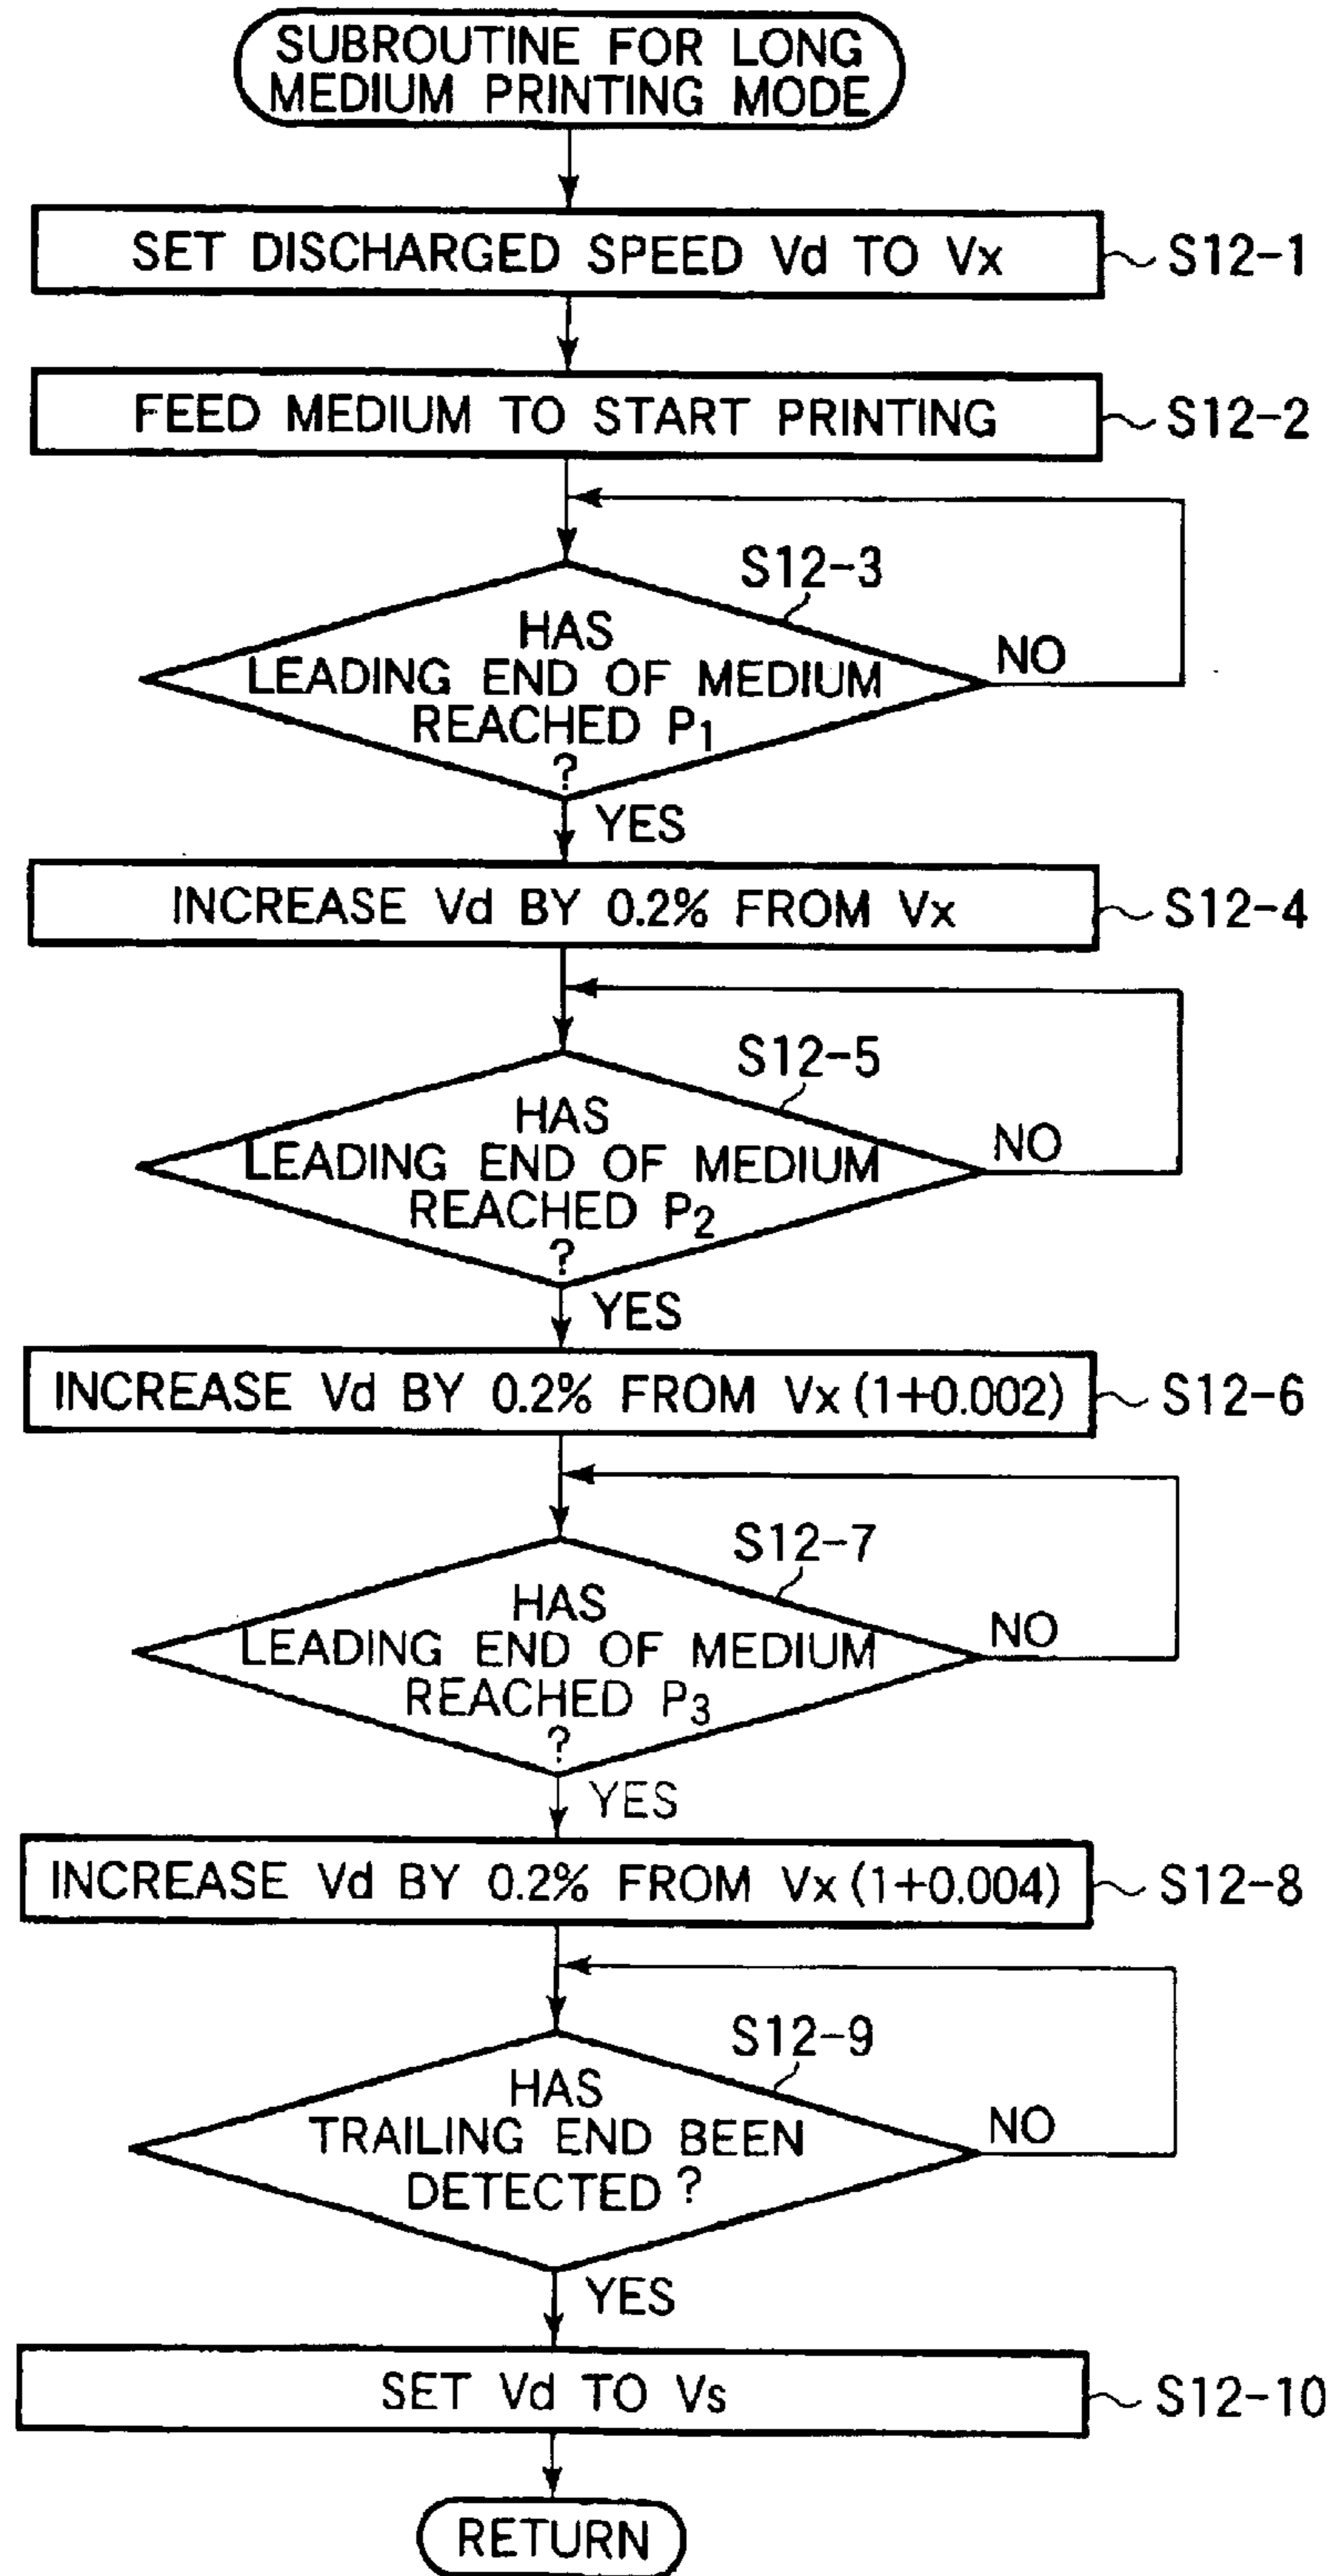 SUBROUTINE FOR LONG
MEDIUM PRINTING MODE
SET DISCHARGED SPEED Vd TO Vx
S12-1
FEED MEDIUM TO START PRINTING
S12-2
S12-3
HAS
LEADING END OF MEDIUM
REACHED P1
?
NO
YES
INCREASE Vd BY 0.2% FROM Vx
S12-4
S12-5
HAS
LEADING END OF MEDIUM
REACHED P2
?
NO
YES
INCREASE Vd BY 0.2% FROM Vx (1+0.002)
S12-6
S12-7
HAS
LEADING END OF MEDIUM
REACHED P3
?
NO
YES
INCREASE Vd BY 0.2% FROM Vx (1+0.004)
S12-8
S12-9
HAS
TRAILING END BEEN
DETECTED ?
NO
YES
SET Vd TO Vs
S12-10
RETURN